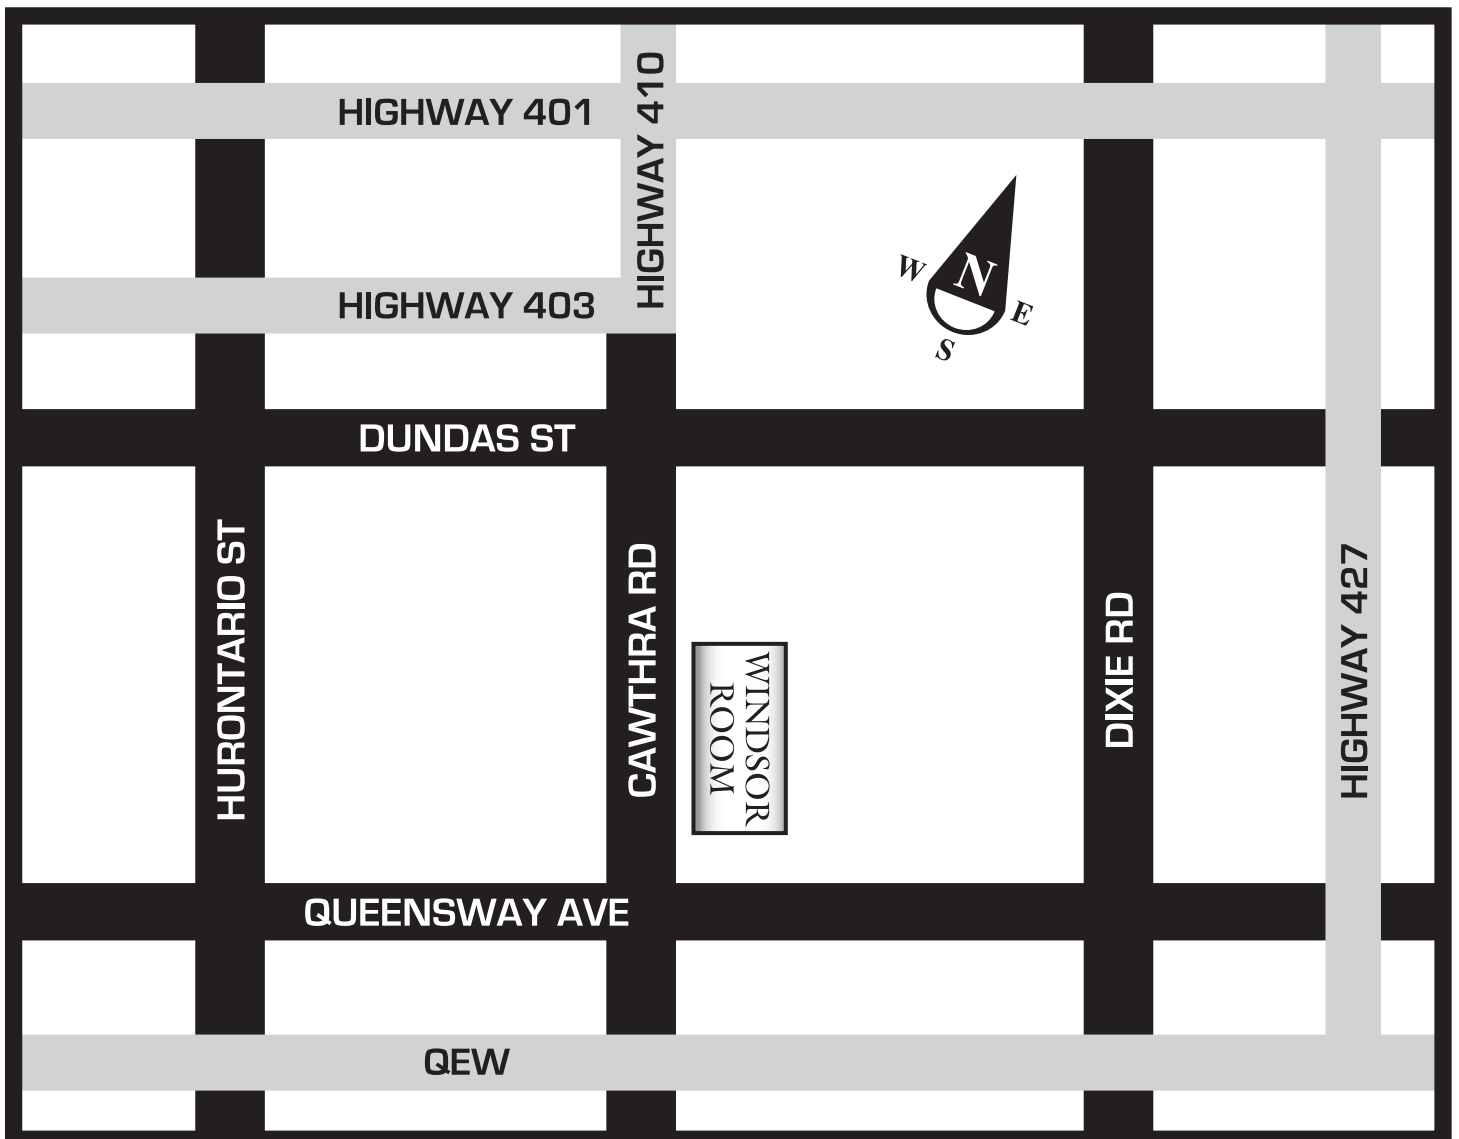 HIGHWAY 401
HIGHWAY 410
HIGHWAY 403
N
W
E
S
DUNDAS ST
HURONTARIO ST
CAWTHRA RD
WINDSOR
ROOM
DIXIE RD
HIGHWAY 427
QUEENSWAY AVE
QEW